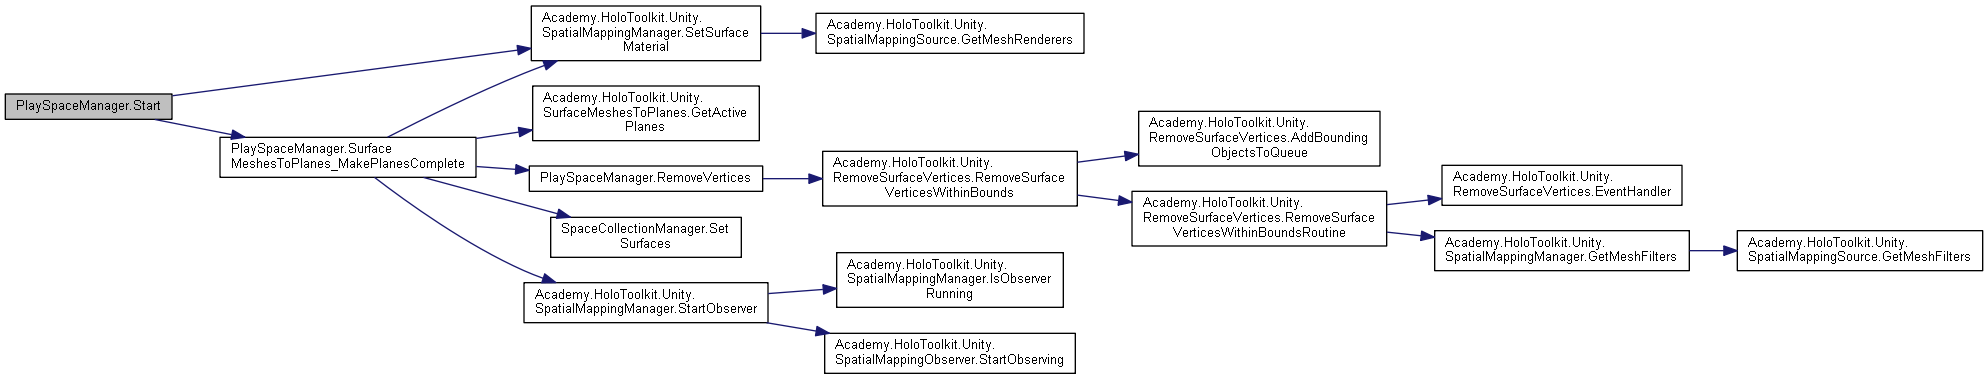 PlaySpaceManager.Start
Academy.HoloToolkit.Unity.
SpatialMappingManager.SetSurface
Material
Academy.HoloToolkit.Unity.
SpatialMappingSource.GetMeshRenderers
PlaySpaceManager.Surface
MeshesToPlanes_MakePlanesComplete
Academy.HoloToolkit.Unity.
SurfaceMeshesToPlanes.GetActive
Planes
PlaySpaceManager.RemoveVertices
Academy.HoloToolkit.Unity.
RemoveSurfaceVertices.RemoveSurface
VerticesWithinBounds
Academy.HoloToolkit.Unity.
RemoveSurfaceVertices.AddBounding
ObjectsToQueue
Academy.HoloToolkit.Unity.
RemoveSurfaceVertices.RemoveSurface
VerticesWithinBoundsRoutine
Academy.HoloToolkit.Unity.
RemoveSurfaceVertices.EventHandler
Academy.HoloToolkit.Unity.
SpatialMappingManager.GetMeshFilters
Academy.HoloToolkit.Unity.
SpatialMappingSource.GetMeshFilters
SpaceCollectionManager.Set
Surfaces
Academy.HoloToolkit.Unity.
SpatialMappingManager.StartObserver
Academy.HoloToolkit.Unity.
SpatialMappingManager.IsObserver
Running
Academy.HoloToolkit.Unity.
SpatialMappingObserver.StartObserving